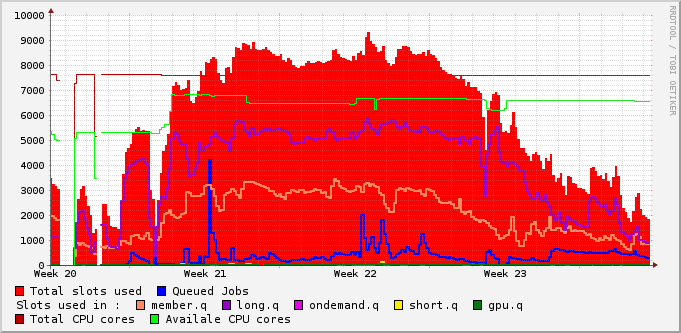 10000
9000
8000
7000
6000
5000
4000
3000
2000
1000
0
Week 20 Week 21 Week 22 Week 23
Total slots used Queued Jobs
Slots used in : member.q long.q ondemand.q short.q gpu.q
Total CPU cores Availale CPU cores
RRDTOOL / TOBI OETIKER